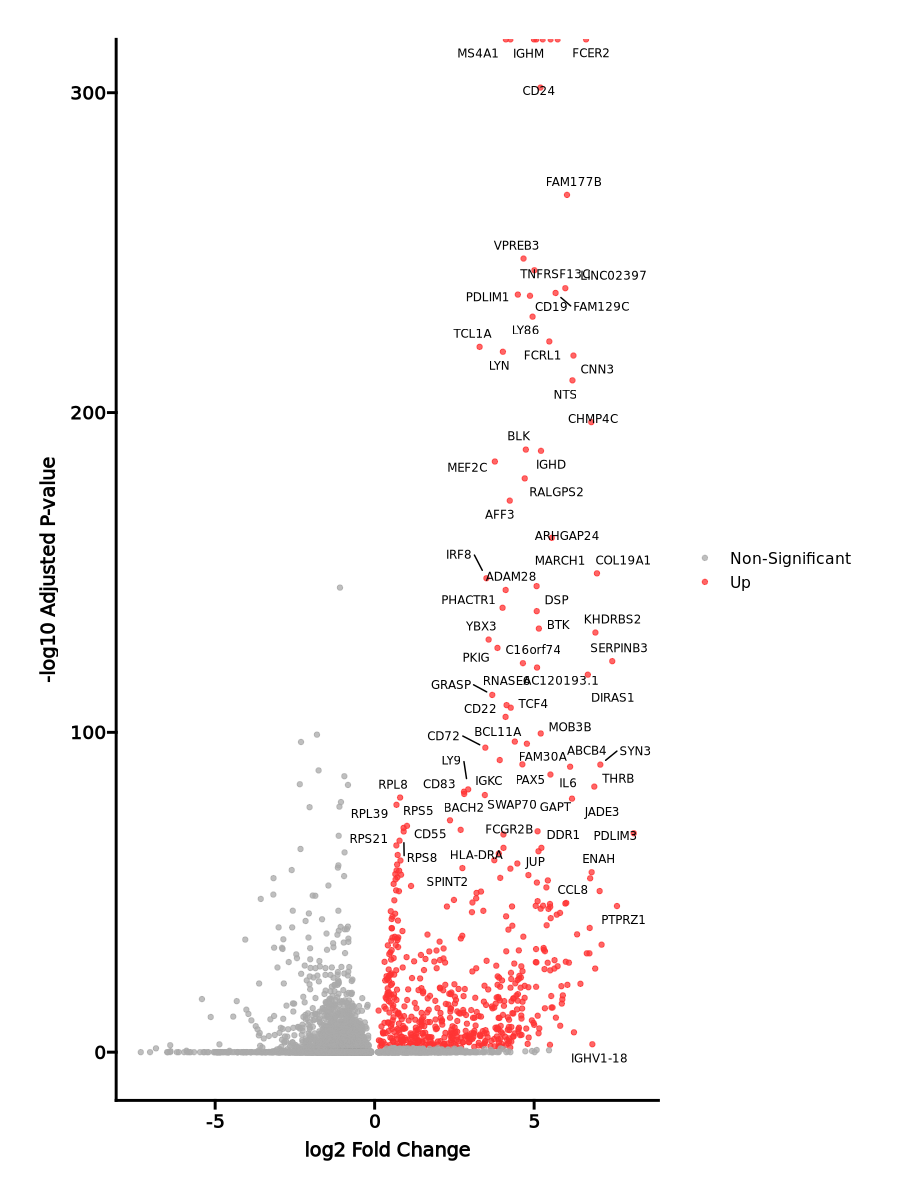 MS4A1 IGHM FCER2
CD24
300
FAM177B
VPREB3
TNFRSF13C LINC02397
PDLIM1
CD19 FAM129C
LY86
TCL1A
FCRL1
LYN
CNN3
NTS
200
CHMP4C
BLK
MEF2C IGHD
RALGPS2
AFF3
ARHGAP24
IRF8
MARCH1 COL19A1
ADAM28
PHACTR1 DSP
KHDRBS2
YBX3 BTK
C16orf74 SERPINB3
PKIG
RNASE6 AC120193.1
GRASP
DIRAS1
CD22 TCF4
MOB3B
100
BCL11A
CD72
ABCB4 SYN3
FAM30A
LY9
PAX5 IL6 THRB
RPL8 CD83 IGKC
BACH2 SWAP70 GAPT
RPL39 RPS5 JADE3
FCGR2B
RPS21 CD55 DDR1 PDLIM3
RPS8 HLA-DRA
JUP ENAH
SPINT2
CCL8
PTPRZ1
0
IGHV1-18
-5 0 5
log2 Fold Change
-log10 Adjusted P-value
Non-Significant
Up